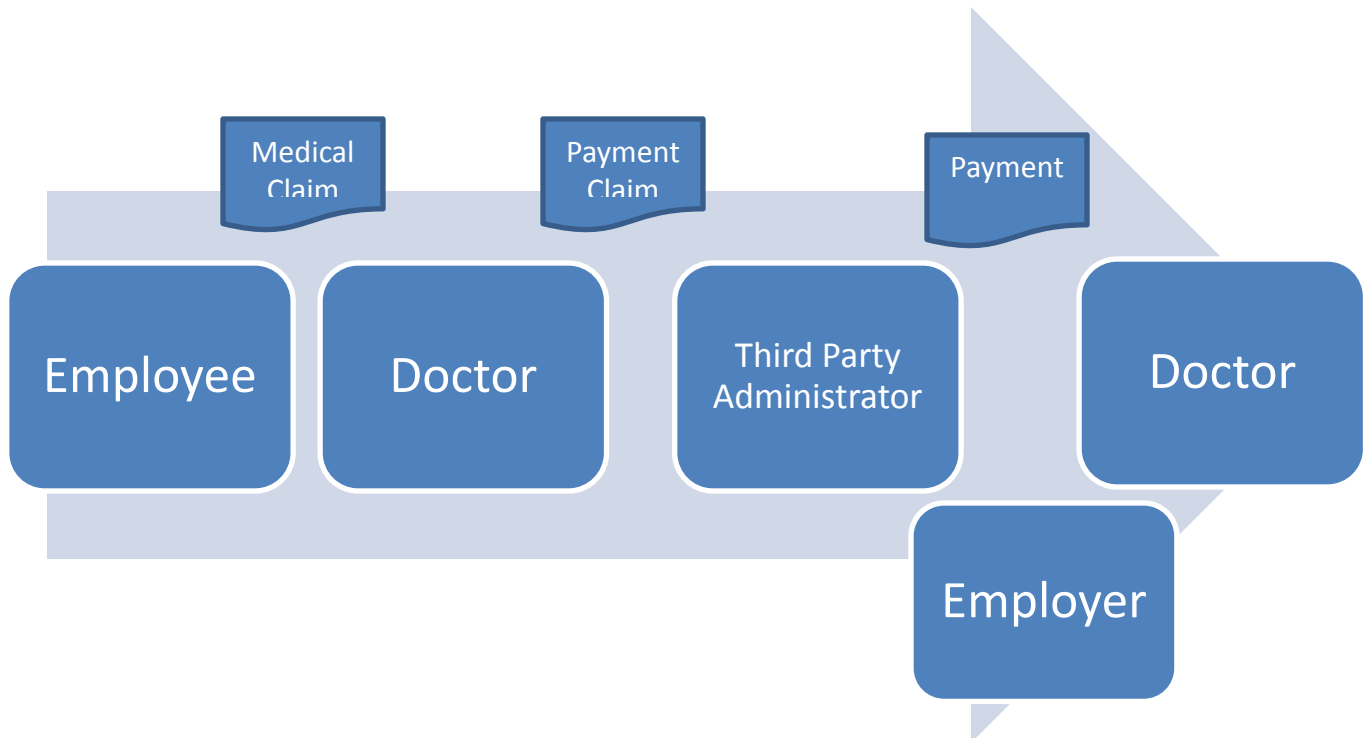 Medical
Claim
Payment
Claim
Payment
Employee
Doctor
Third Party
Administrator
Doctor
Employer